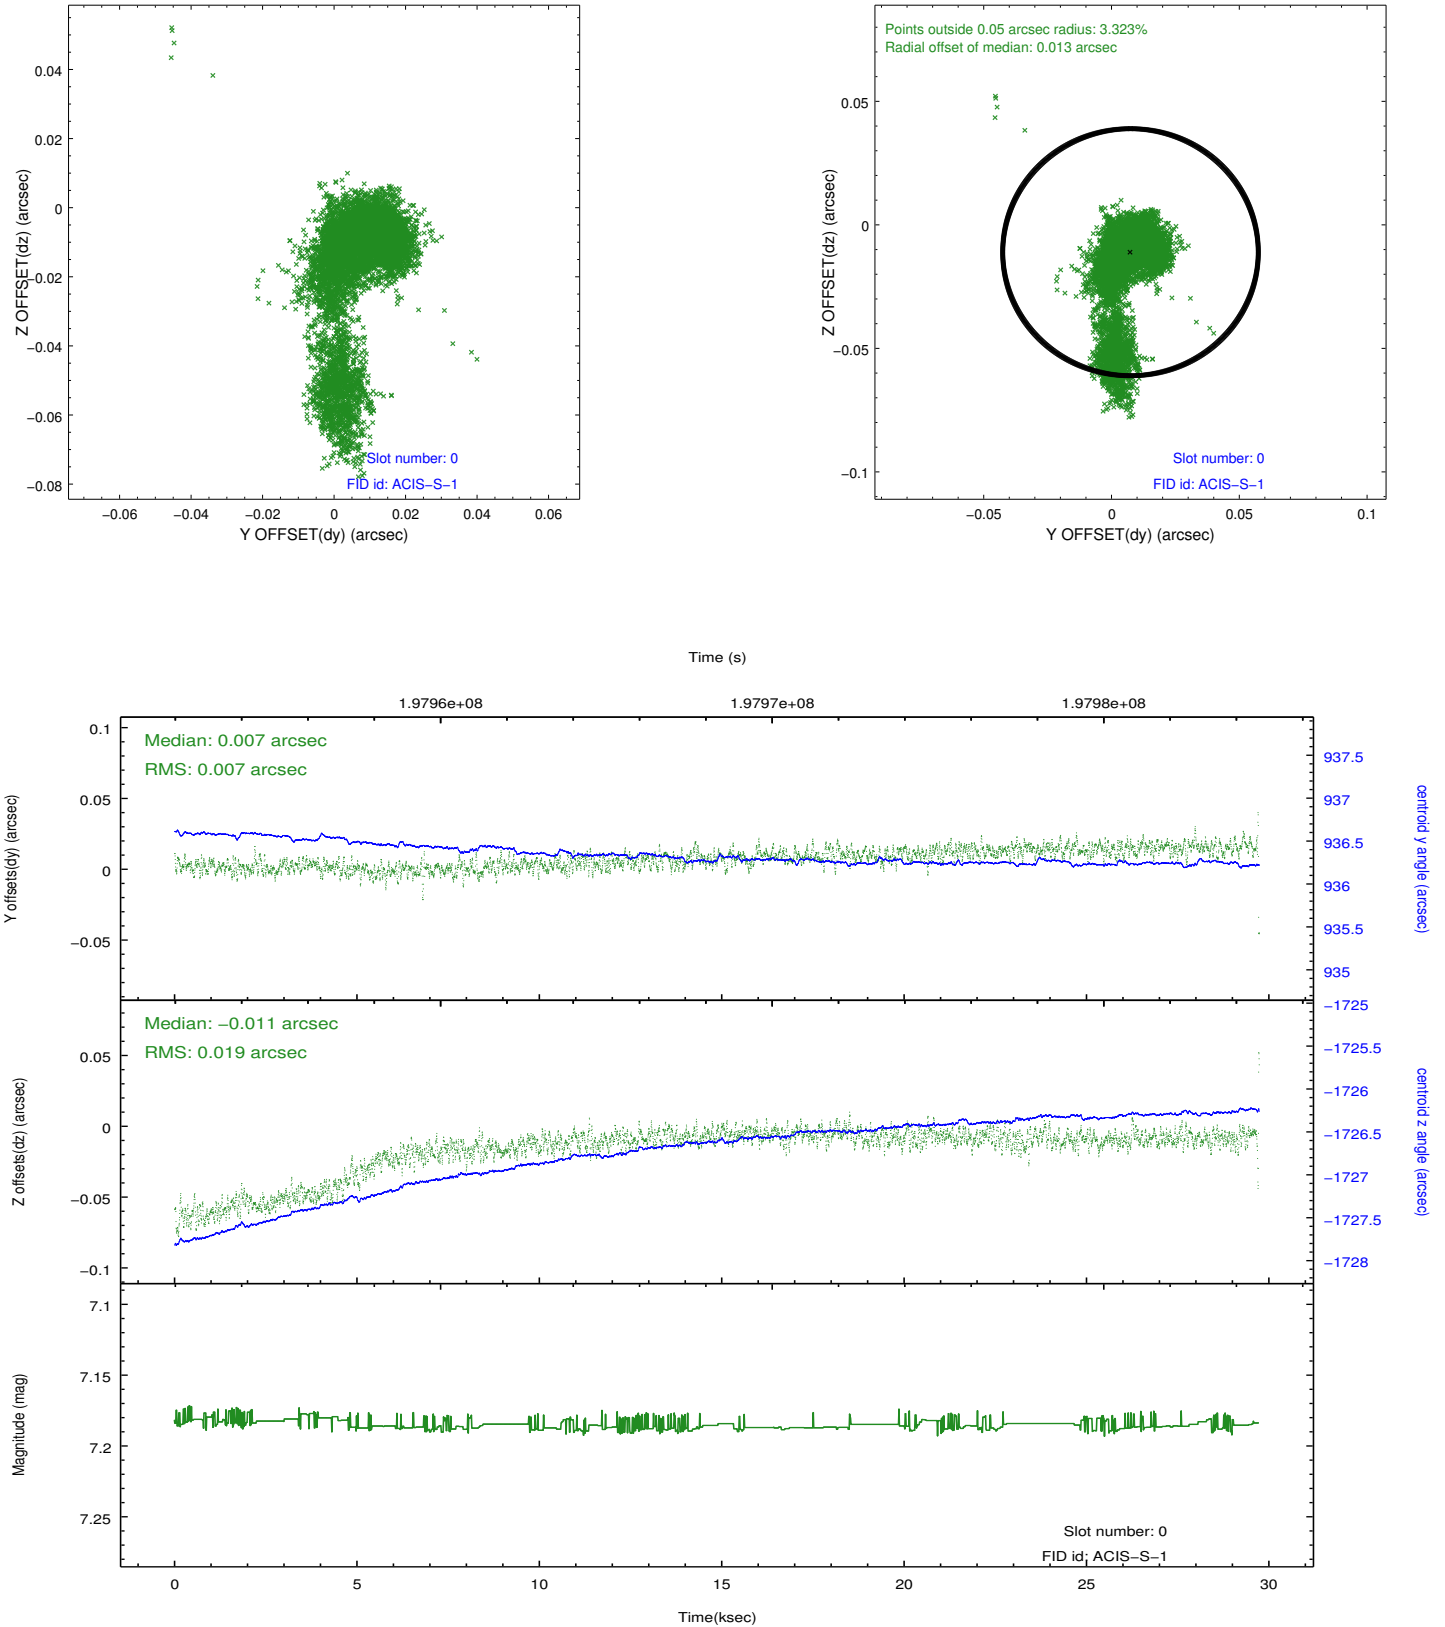 0.04
0.02
0
−0.02
−0.04
−0.06
−0.08
Z OFFSET(dz) (arcsec)
Slot number: 0
FID id: ACIS−S−1
−0.06 −0.04 −0.02 0 0.02 0.04 0.06
Y OFFSET(dy) (arcsec)
Points outside 0.05 arcsec radius: 3.323%
Radial offset of median: 0.013 arcsec
0.05
0
−0.05
−0.1
Z OFFSET(dz) (arcsec)
Slot number: 0
FID id: ACIS−S−1
−0.05 0 0.05 0.1
Y OFFSET(dy) (arcsec)
Time (s)
1.9796e+08 1.9797e+08 1.9798e+08
0.1
0.05
0
−0.05
Y offsets(dy) (arcsec)
Median: 0.007 arcsec
RMS: 0.007 arcsec
937.5
937
936.5
936
935.5
935
centroid y angle (arcsec)
0.05
0
−0.05
−0.1
Z offsets(dz) (arcsec)
Median: −0.011 arcsec
RMS: 0.019 arcsec
−1725
−1725.5
−1726
−1726.5
−1727
−1727.5
−1728
centroid z angle (arcsec)
7.1
7.15
7.2
7.25
Magnitude (mag)
Slot number: 0
FID id: ACIS−S−1
0 5 10 15 20 25 30
Time(ksec)